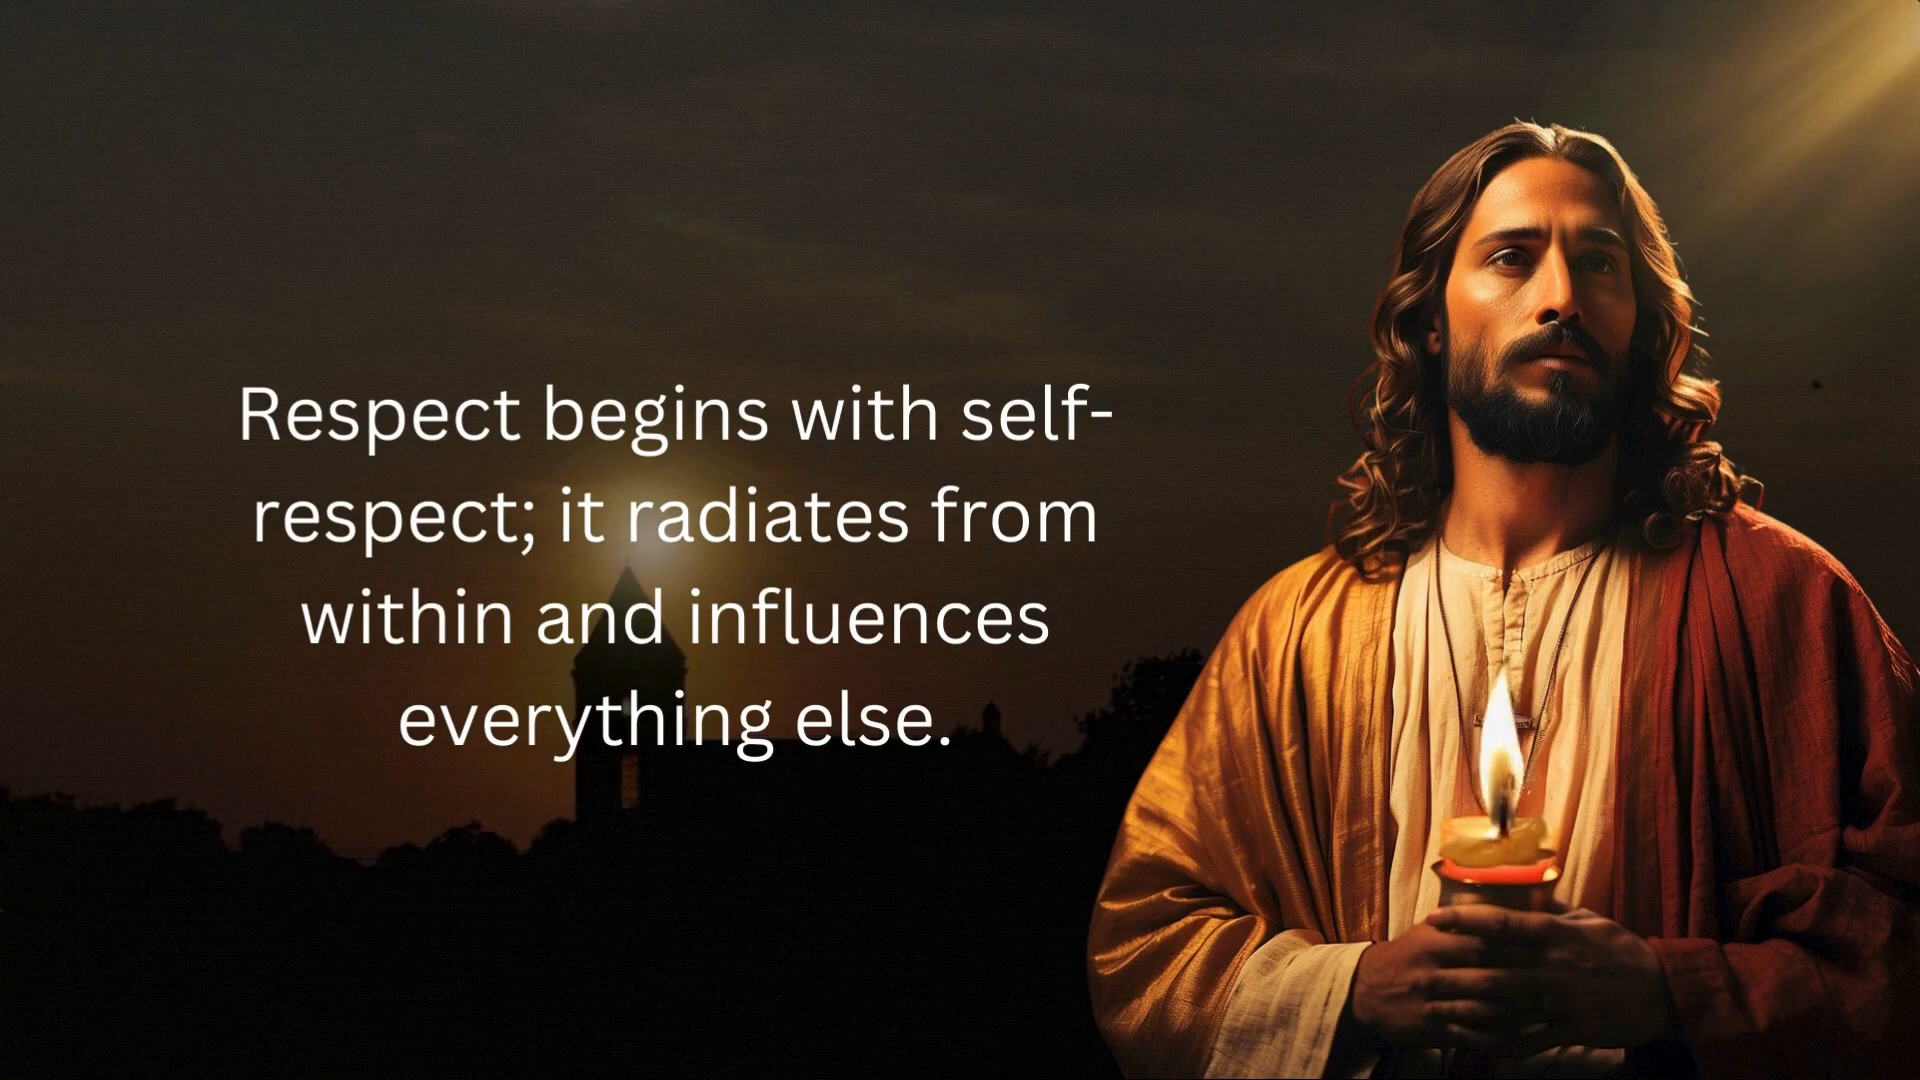 Respect begins with self-
respect; it radiates from
within and influences
everything else.